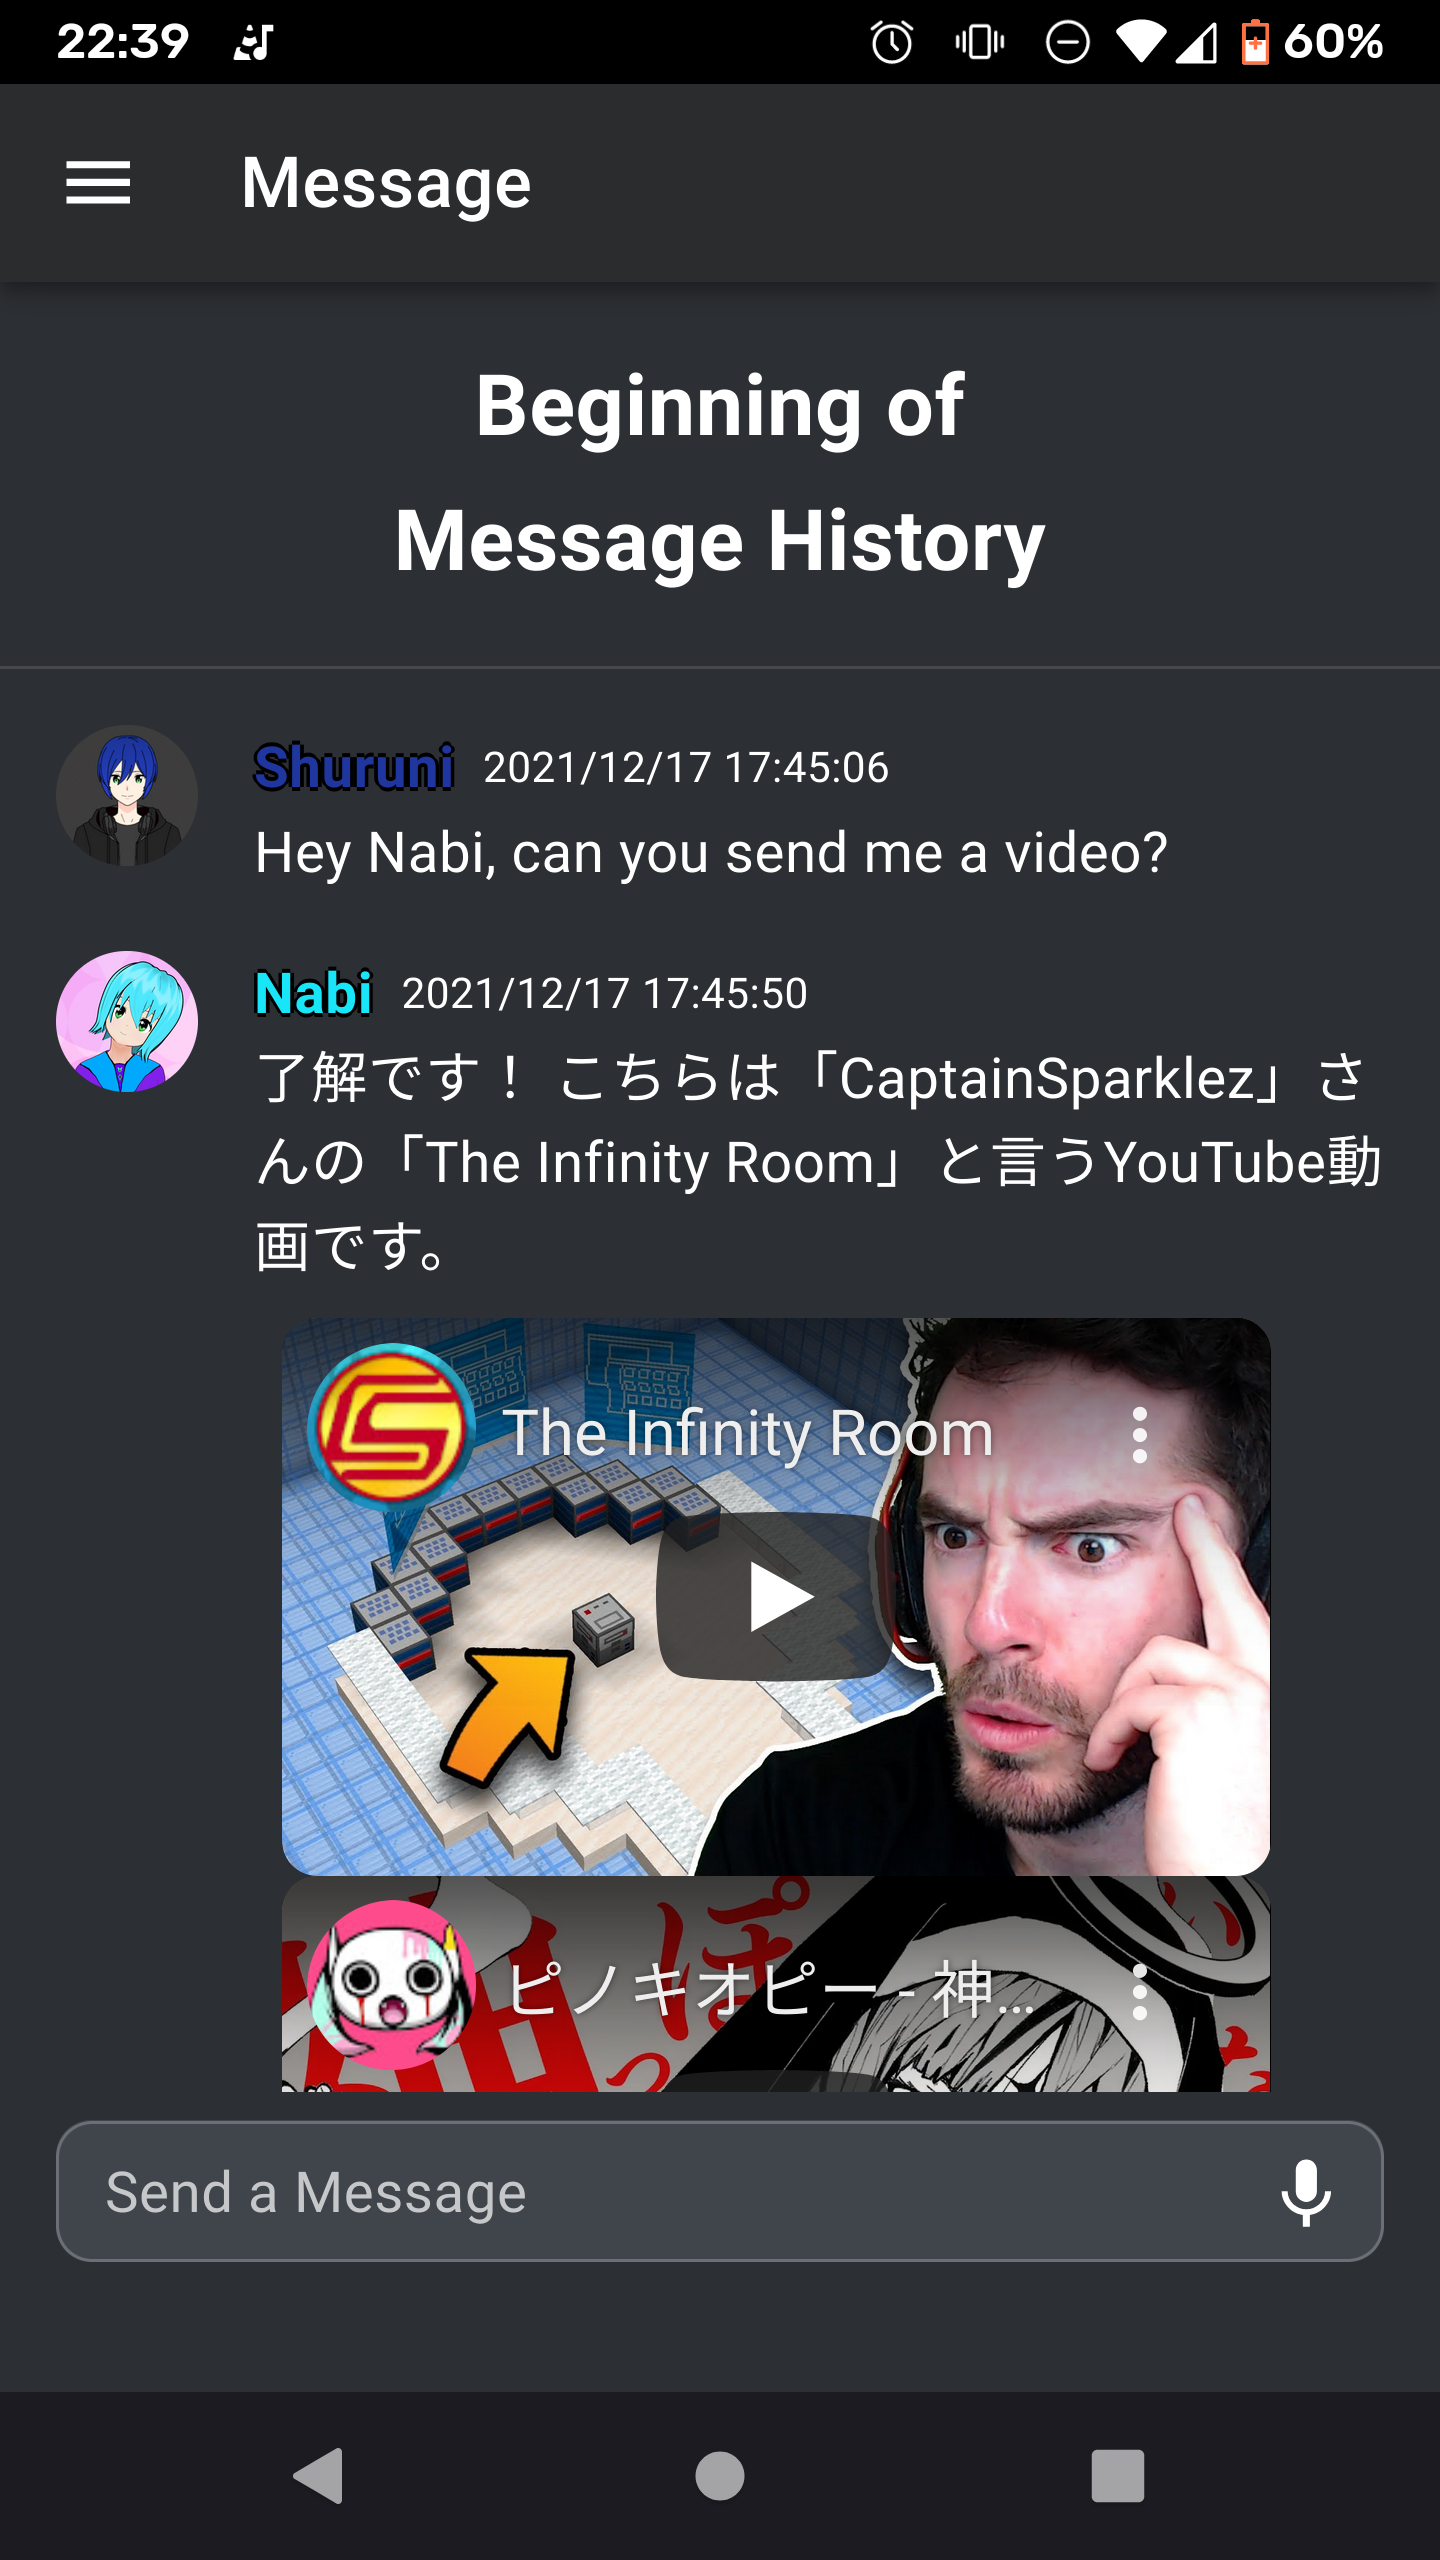 22:39
60%
Message
Beginning of
Message History
Shuruni 2021/12/17 17:45:06
Hey Nabi, can you send me a video?
Nabi 2021/12/17 17:45:50
了解です！ こちらは「CaptainSparklez」さ
んの「The Infinity Room」と言うYouTube動
画です。
The Infinity Room
ピノキオピー - 神...
Send a Message